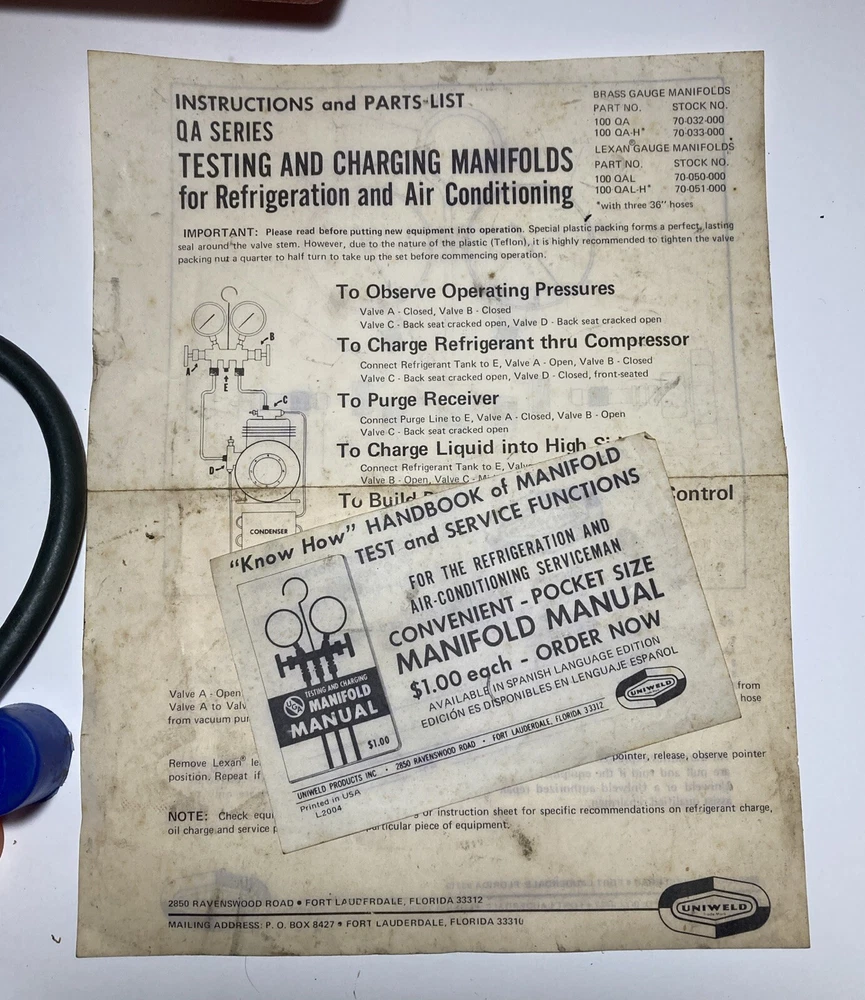 INSTRUCTIONS and PARTS LIST
QA SERIES
TESTING AND CHARGING MANIFOLDS
for Refrigeration and Air Conditioning
BRASS GAUGE MANIFOLDS
PART NO. STOCK NO.
100 QA 70-032-000
100 QA-H* 70-033-000
LEXAN® GAUGE MANIFOLDS
PART NO. STOCK NO.
100 QAL 70-050-000
100 QAL-H* 70-051-000
*with three 36" hoses
IMPORTANT: Please read before putting new equipment into operation. Special plastic packing forms a perfect, lasting
seal around the valve stem. However, due to the nature of the plastic (Teflon), it is highly recommended to tighten the valve
packing nut a quarter to half turn to take up the set before commencing operation.
To Observe Operating Pressures
Valve A - Closed, Valve B - Closed
Valve C - Back seat cracked open, Valve D - Back seat cracked open
To Charge Refrigerant thru Compressor
Connect Refrigerant Tank to E, Valve A - Open, Valve B - Closed
Valve C - Back seat cracked open, Valve D - Closed, front-seated
To Purge Receiver
Connect Purge Line to E, Valve A - Closed, Valve B - Open
Valve C - Back seat cracked open
To Charge Liquid into High
Connect Refrigerant Tank to E,
Valve B - Open, Valve C -
To Build Control
A
B
E
C
D
CONDENSER
"Know How" HANDBOOK of MANIFOLD
TEST and SERVICE FUNCTIONS
FOR THE REFRIGERATION AND
AIR-CONDITIONING SERVICEMAN
CONVENIENT - POCKET SIZE
MANIFOLD MANUAL
$1.00 each - ORDER NOW
AVAILABLE IN SPANISH LANGUAGE EDITION
EDICIÓN ES DISPONIBLES EN LENGUAJE ESPAÑOL
TESTING AND CHARGING
MANIFOLD
MANUAL
$1.00
UNIWELD
UNIWELD PRODUCTS INC • 2850 RAVENSWOOD ROAD • FORT LAUDERDALE, FLORIDA 33312
Printed in USA
L2004
Valve A - Open from
Valve A to hose
from vacuum
Remove Lexan® pointer, release, observe pointer
position. Repeat if
NOTE: Check or instruction sheet for specific recommendations on refrigerant charge,
oil charge and service particular piece of equipment.
2850 RAVENSWOOD ROAD • FORT LAUDERDALE, FLORIDA 33312
MAILING ADDRESS: P. O. BOX 8427 • FORT LAUDERDALE, FLORIDA 33310
UNIWELD